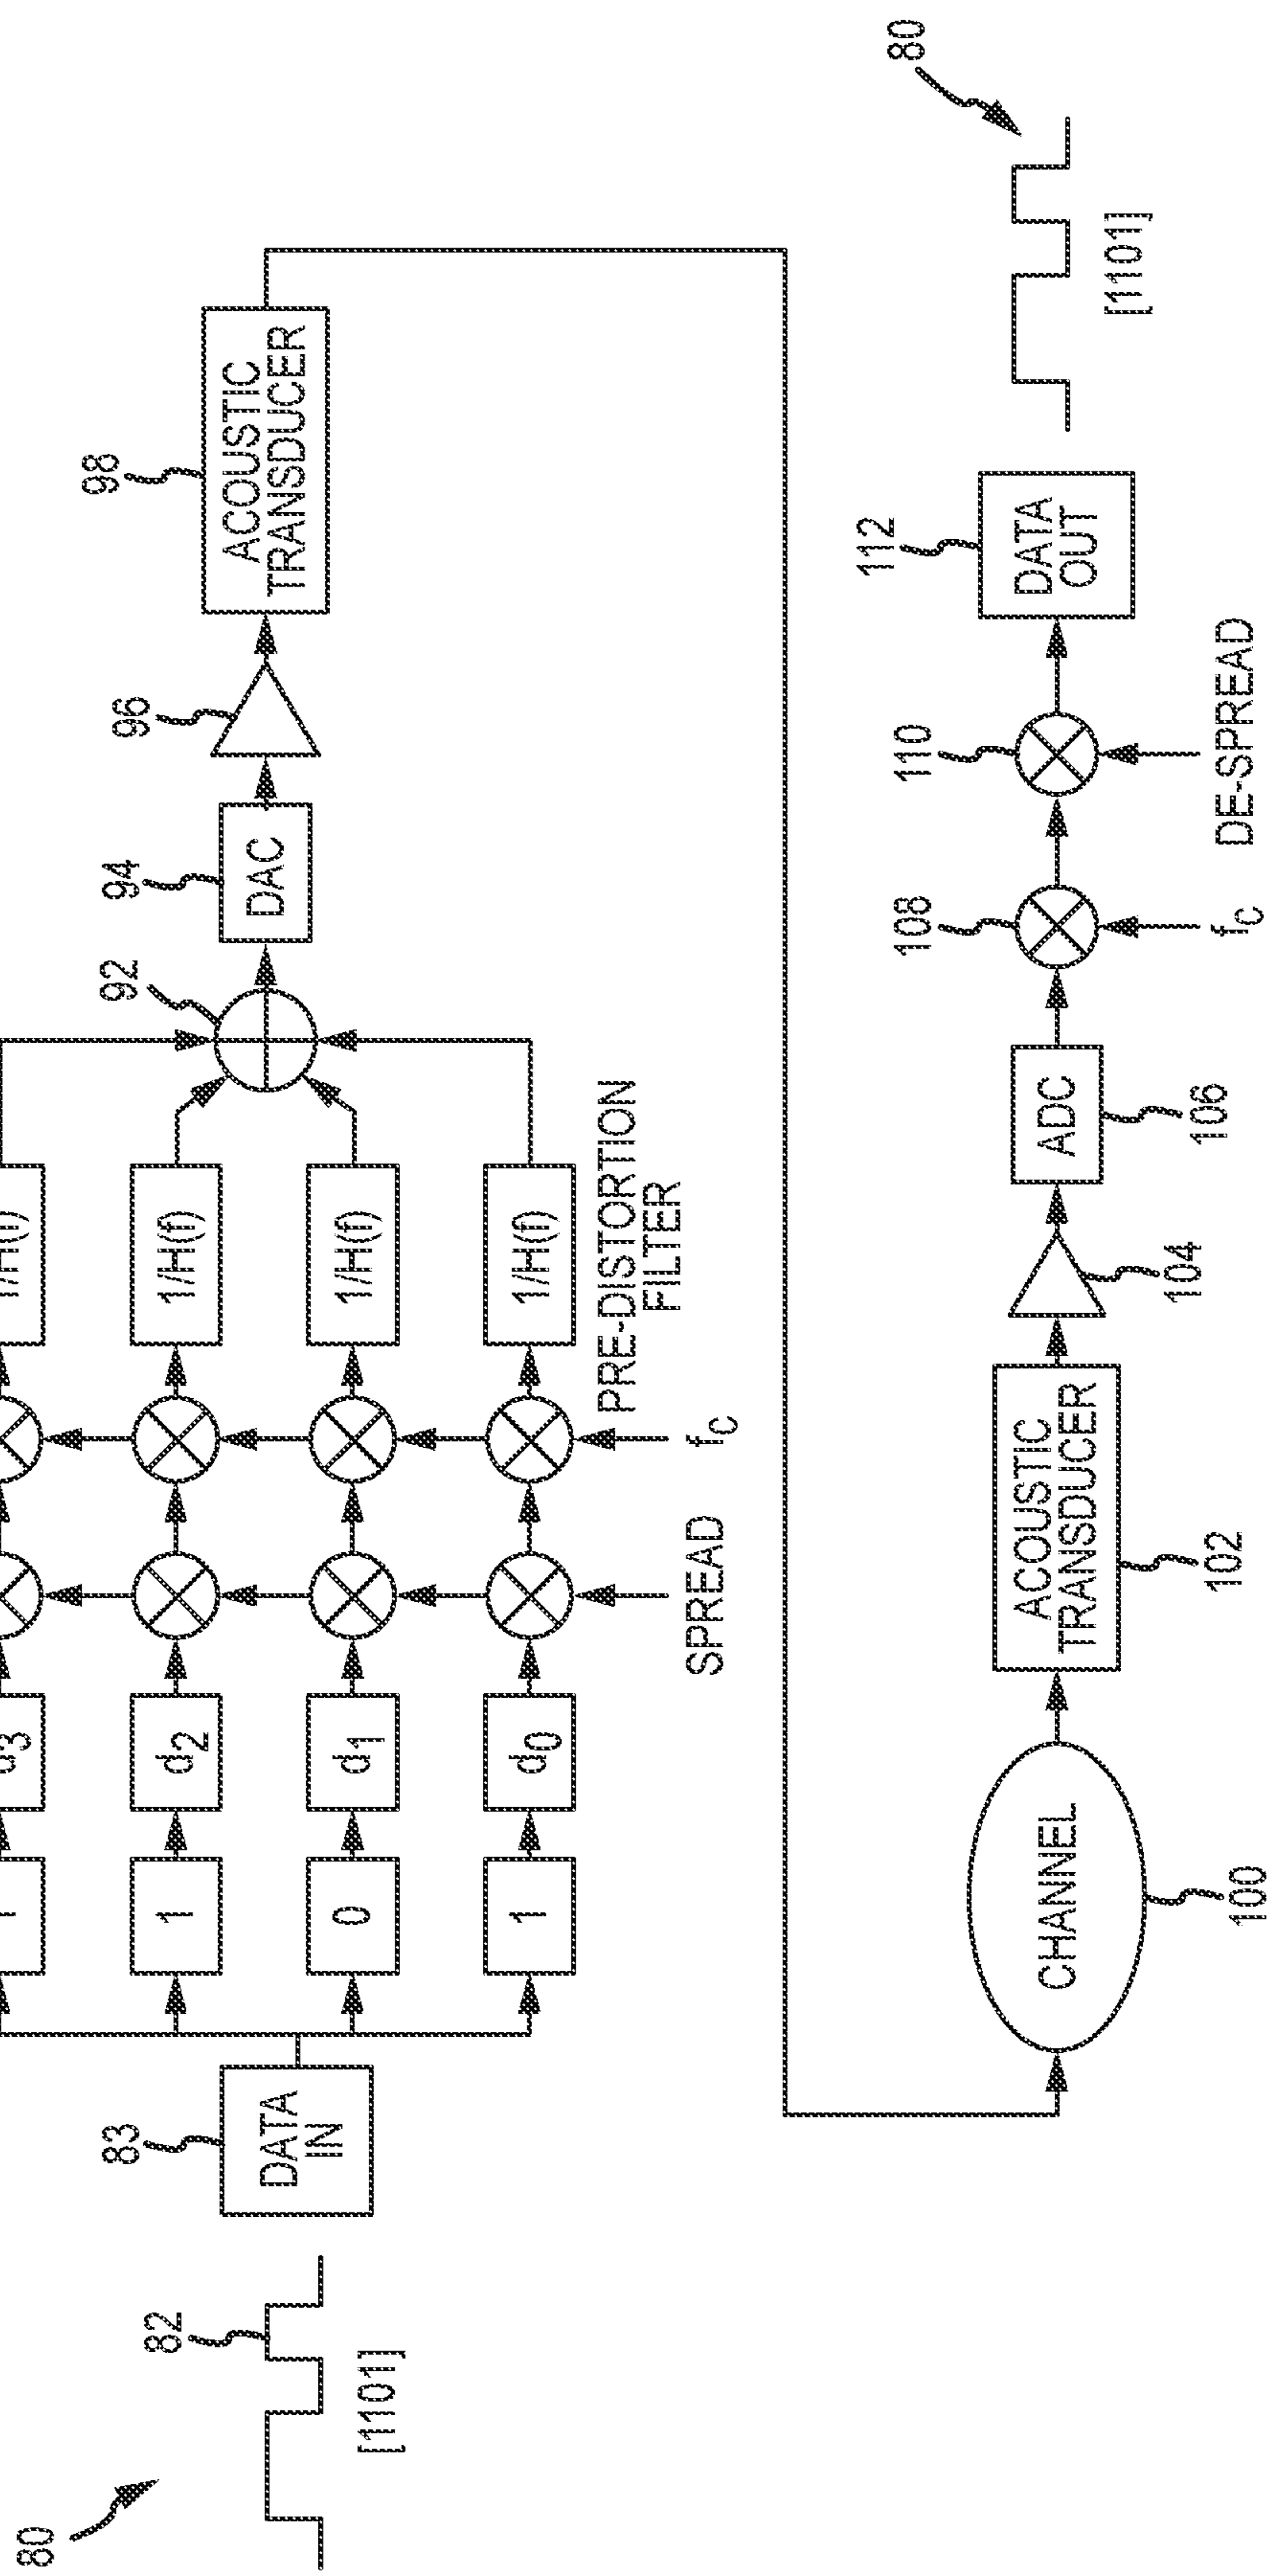 80
82
[1101]
83
DATA
IN
1
d3
1/H(f)
1
d2
1/H(f)
0
d1
1/H(f)
1
d0
1/H(f)
SPREAD
fC
PRE-DISTORTION
FILTER
92
94
DAC
96
98
ACOUSTIC
TRANSDUCER
CHANNEL
100
ACOUSTIC
TRANSDUCER
102
104
ADC
106
108
fC
110
DE-SPREAD
112
DATA
OUT
80
[1101]